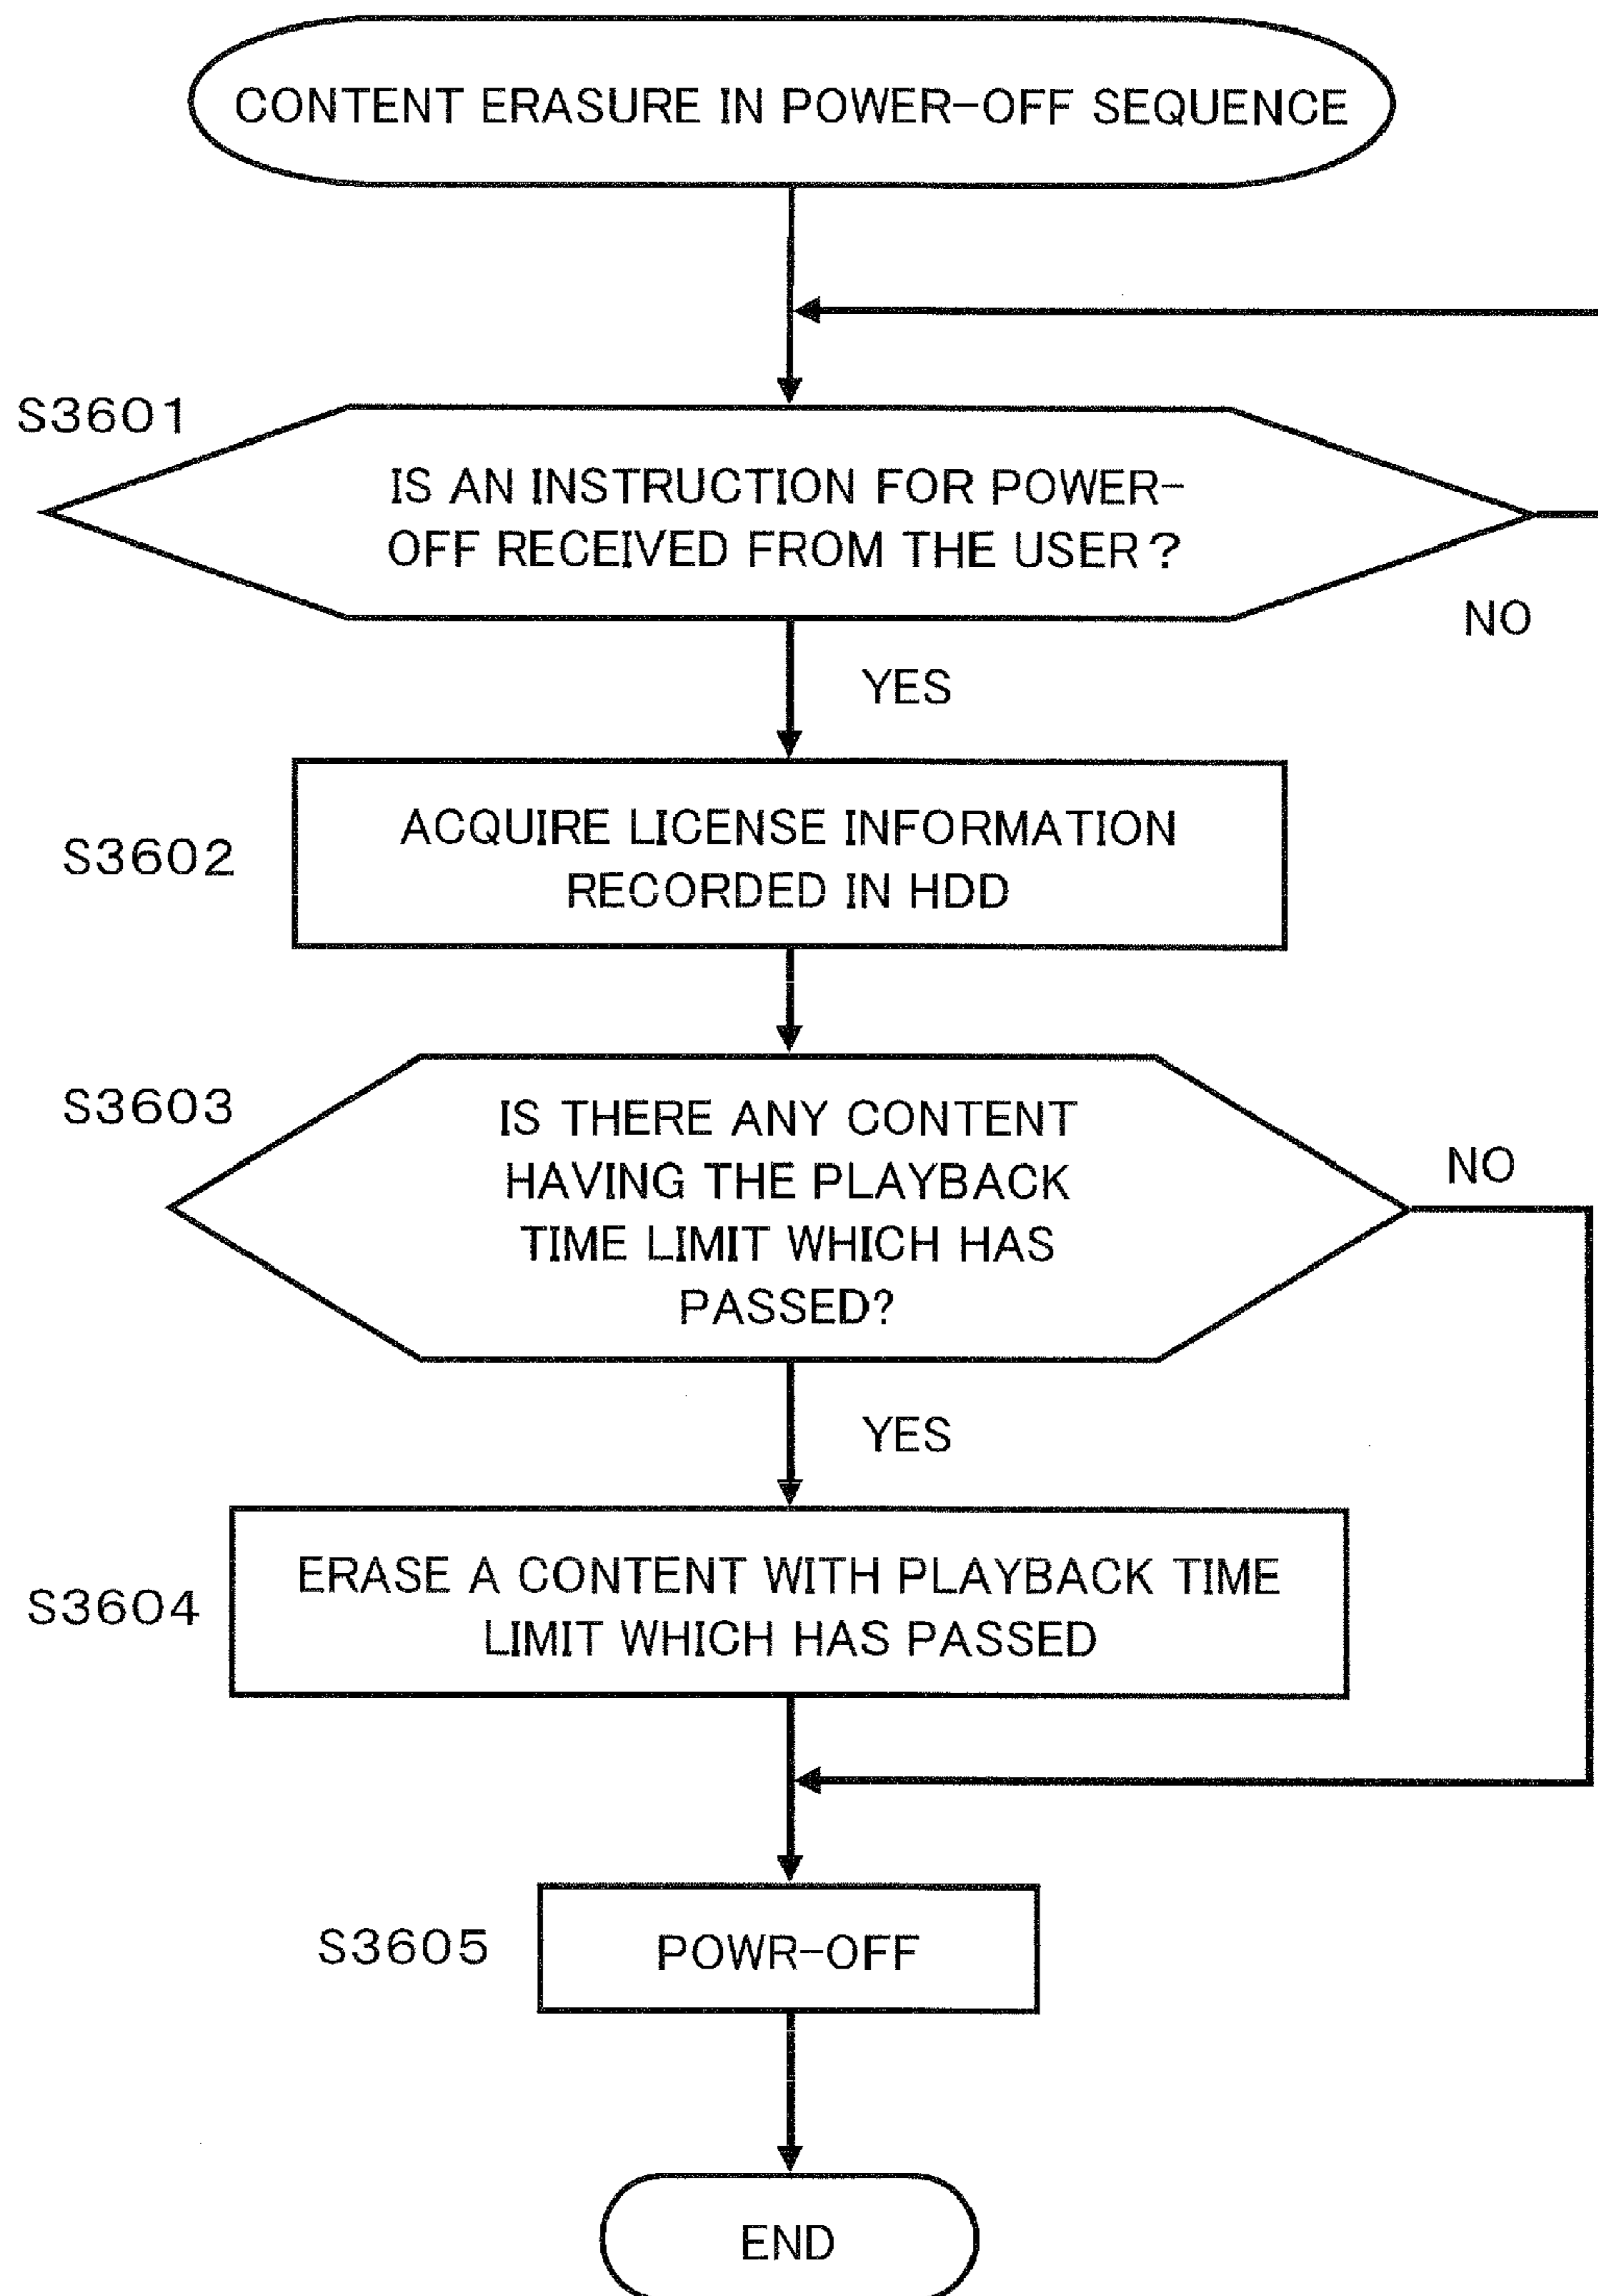 CONTENT ERASURE IN POWER-OFF SEQUENCE
S3601
IS AN INSTRUCTION FOR POWER-
OFF RECEIVED FROM THE USER?
NO
YES
S3602
ACQUIRE LICENSE INFORMATION
RECORDED IN HDD
S3603
IS THERE ANY CONTENT
HAVING THE PLAYBACK
TIME LIMIT WHICH HAS
PASSED?
NO
YES
S3604
ERASE A CONTENT WITH PLAYBACK TIME
LIMIT WHICH HAS PASSED
S3605
POWR-OFF
END